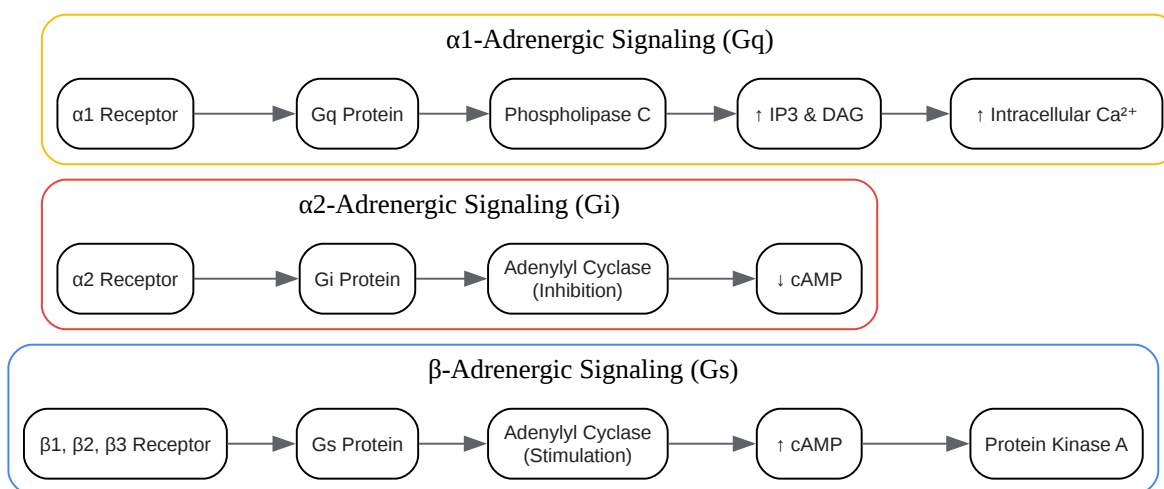 α1-Adrenergic Signaling (Gq)
α1 Receptor
Gq Protein
Phospholipase C
↑ IP3 & DAG
↑ Intracellular Ca²⁺
α2-Adrenergic Signaling (Gi)
α2 Receptor
Gi Protein
Adenylyl Cyclase
(Inhibition)
↓ cAMP
β-Adrenergic Signaling (Gs)
β1, β2, β3 Receptor
Gs Protein
Adenylyl Cyclase
(Stimulation)
↑ cAMP
Protein Kinase A